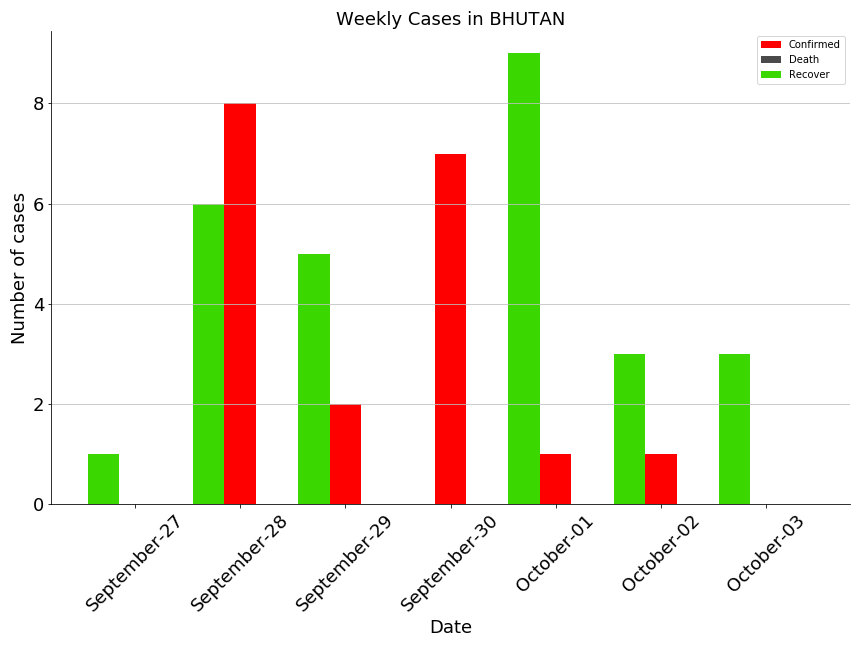 Weekly Cases in BHUTAN
Confirmed
Death
Recover
Number of cases
8
6
4
2
0
September-27
September-28
September-29
September-30
October-01
October-02
October-03
Date